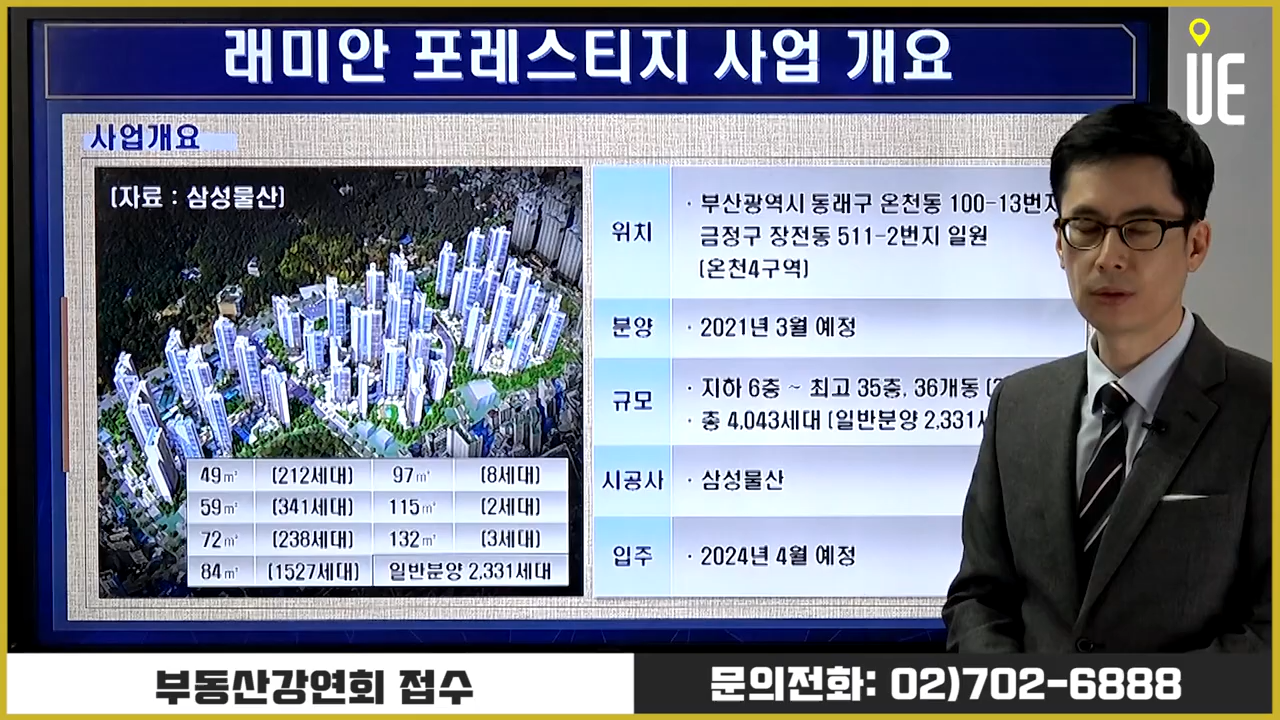 래미안 포레스티지 사업 개요
UE
사업개요
[자료 : 삼성물산]
49㎡ (212세대) 97㎡ (8세대)
59㎡ (341세대) 115㎡ (2세대)
72㎡ (238세대) 132㎡ (3세대)
84㎡ (1527세대) 일반분양 2,331세대
위치
· 부산광역시 동래구 온천동 100-13번지
금정구 장전동 511-2번지 일원
(온천4구역)
분양 · 2021년 3월 예정
규모
· 지하 6층 ~ 최고 35층, 36개동
· 총 4,043세대 (일반분양 2,331
시공사 · 삼성물산
입주 · 2024년 4월 예정
부동산강연회 접수
문의전화: 02)702-6888